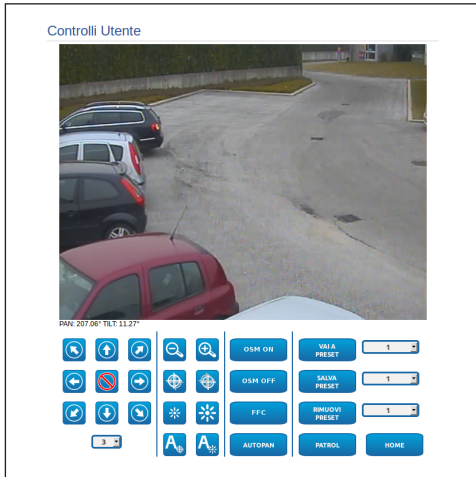 Controlli Utente
PAN: 207.06° TILT: 11.27°
OSM ON
VAI A
PRESET
1
OSM OFF
SALVA
PRESET
1
FFC
RIMUOVI
PRESET
1
3
A
A
AUTOPAN
PATROL
HOME